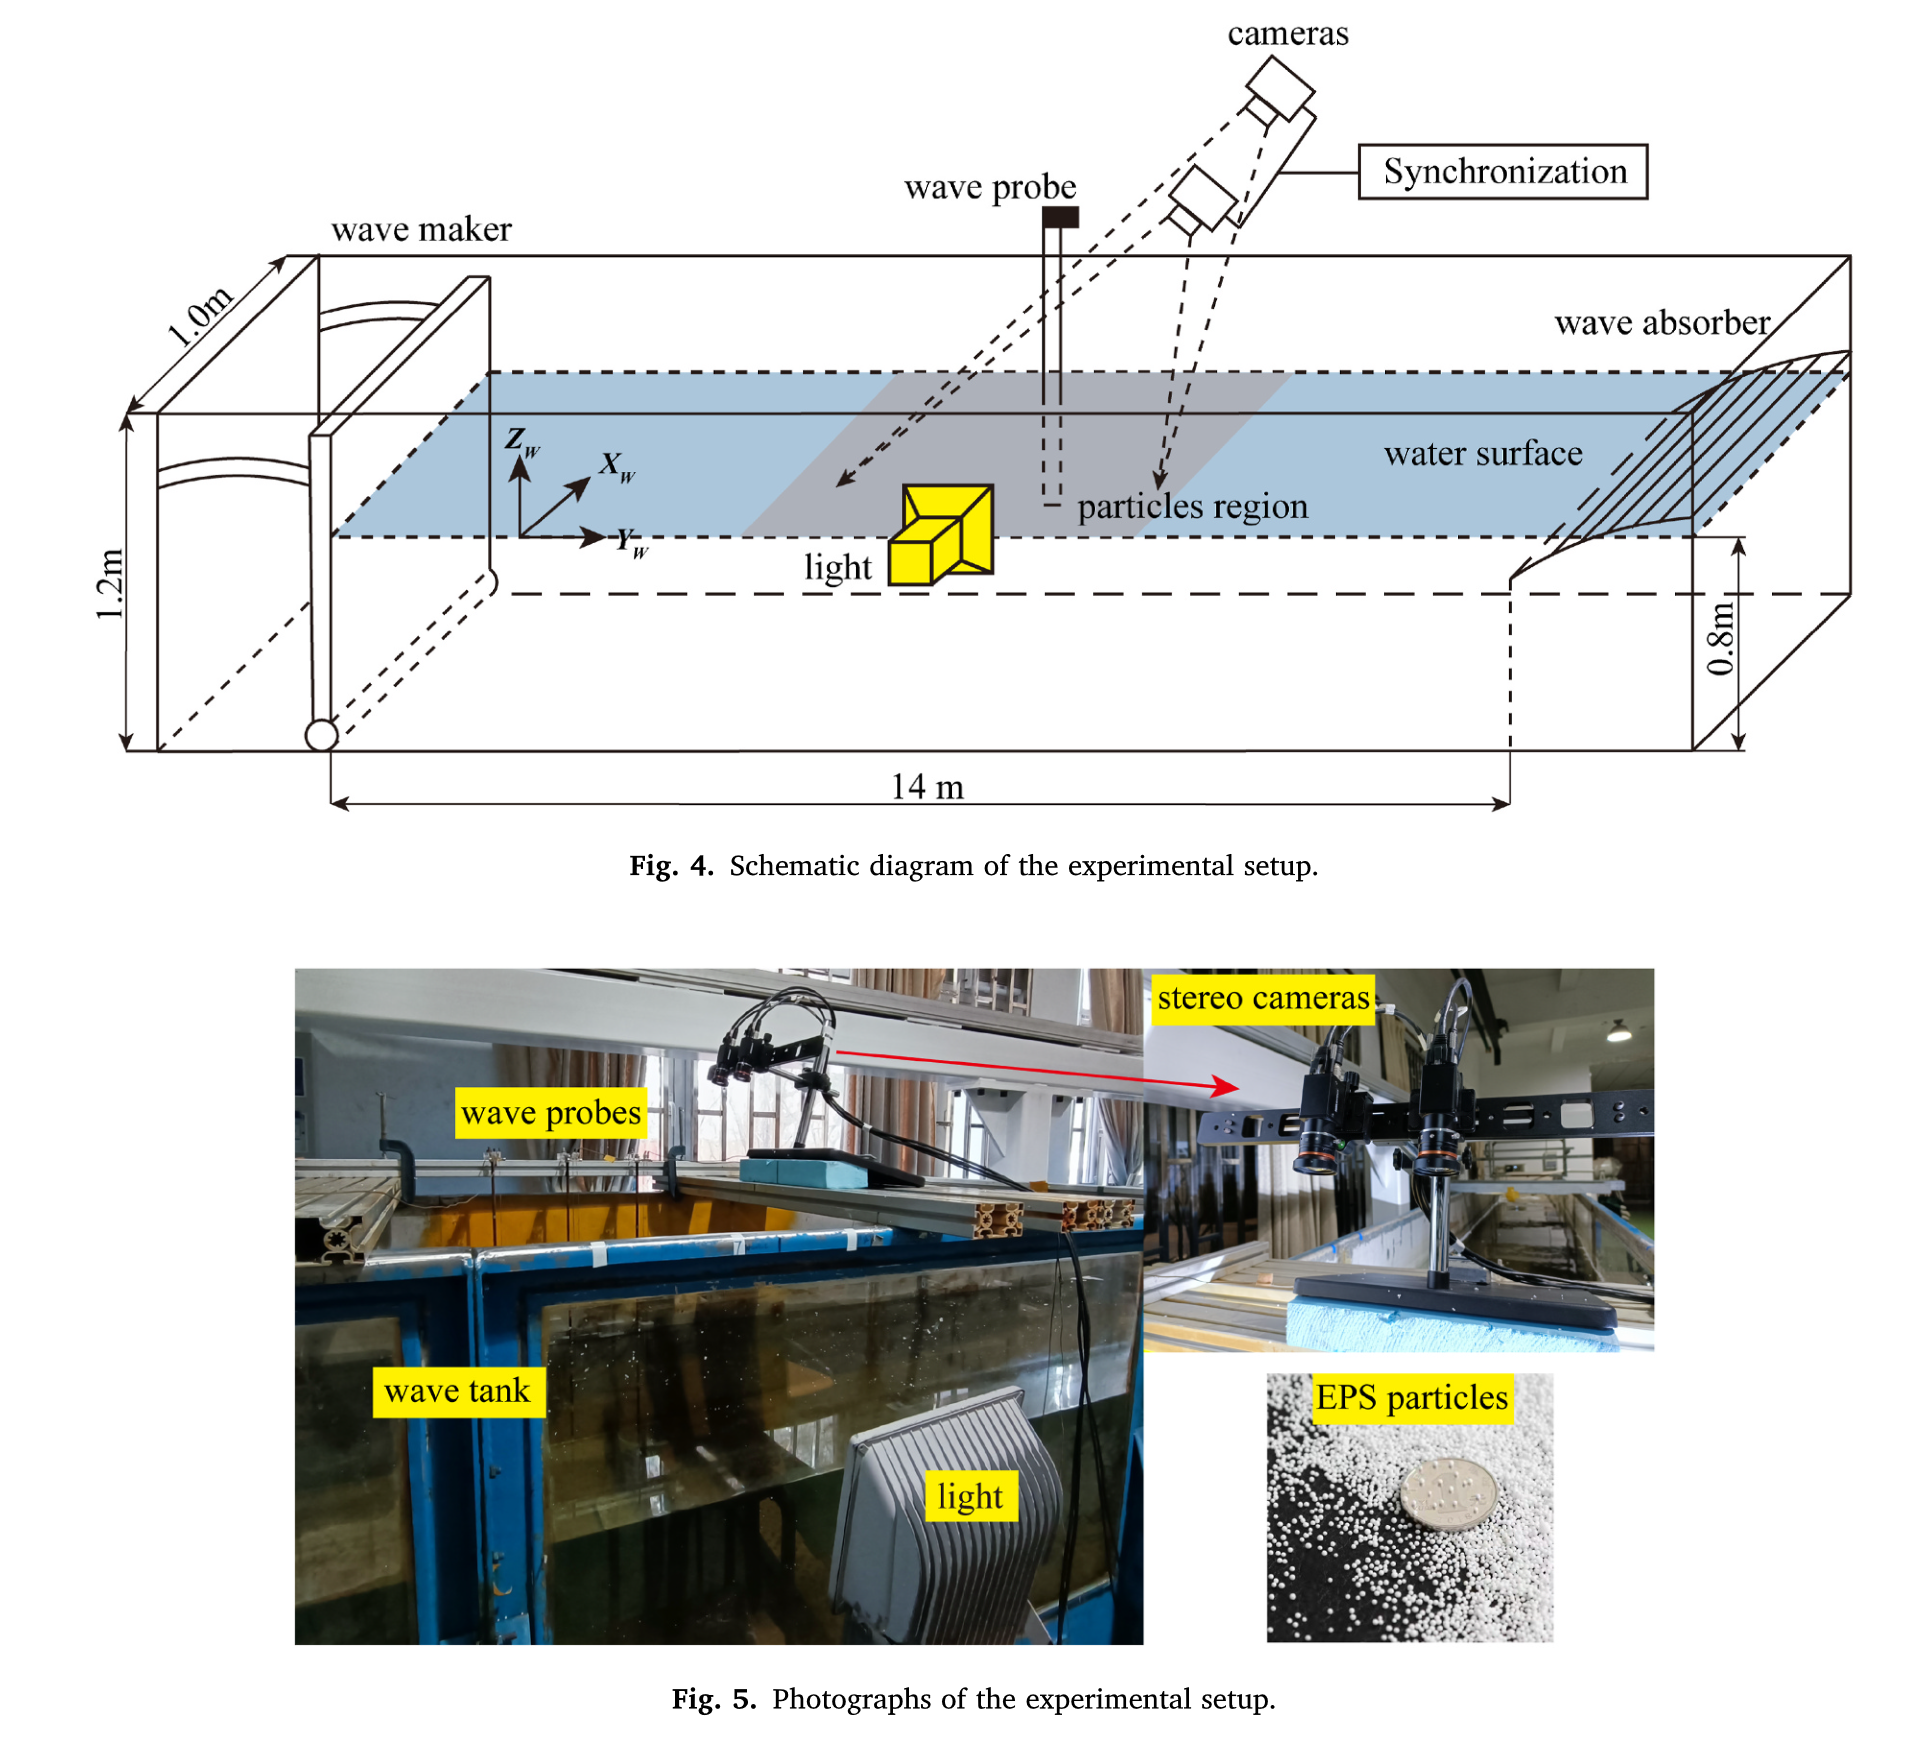 cameras
Synchronization
wave probe
wave maker
1.0m
wave absorber
Z_W
X_W
Y_W
water surface
particles region
light
1.2m
0.8m
14 m
Fig. 4. Schematic diagram of the experimental setup.
stereo cameras
wave probes
wave tank
EPS particles
light
Fig. 5. Photographs of the experimental setup.